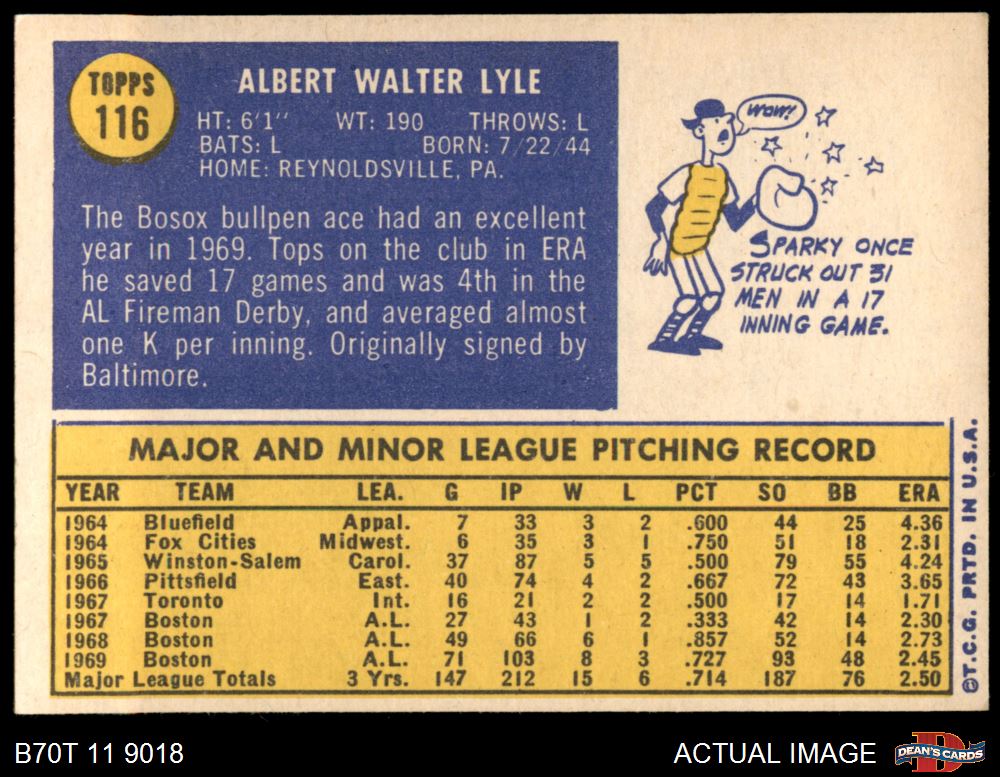 TOPPS
116
ALBERT WALTER LYLE
HT: 6'1" WT: 190 THROWS: L
BATS: L BORN: 7/22/44
HOME: REYNOLDSVILLE, PA.
The Bosox bullpen ace had an excellent
year in 1969. Tops on the club in ERA
he saved 17 games and was 4th in the
AL Fireman Derby, and averaged almost
one K per inning. Originally signed by
Baltimore.
WOW!
SPARKY ONCE
STRUCK OUT 31
MEN IN A 17
INNING GAME.
MAJOR AND MINOR LEAGUE PITCHING RECORD
YEAR TEAM LEA. G IP W L PCT SO BB ERA
1964 Bluefield Appal. 7 33 3 2 .600 44 25 4.36
1964 Fox Cities Midwest. 6 35 3 1 .750 51 18 2.31
1965 Winston-Salem Carol. 37 87 5 5 .500 79 55 4.24
1966 Pittsfield East. 40 74 4 2 .667 72 43 3.65
1967 Toronto Int. 16 21 2 2 .500 17 14 1.71
1967 Boston A.L. 27 43 1 2 .333 42 14 2.30
1968 Boston A.L. 49 66 6 1 .857 52 14 2.73
1969 Boston A.L. 71 103 8 3 .727 93 48 2.45
Major League Totals 3 Yrs. 147 212 15 6 .714 187 76 2.50
©T.C.G. PRTD. IN U.S.A.
B70T 11 9018
ACTUAL IMAGE
DEAN'S CARDS